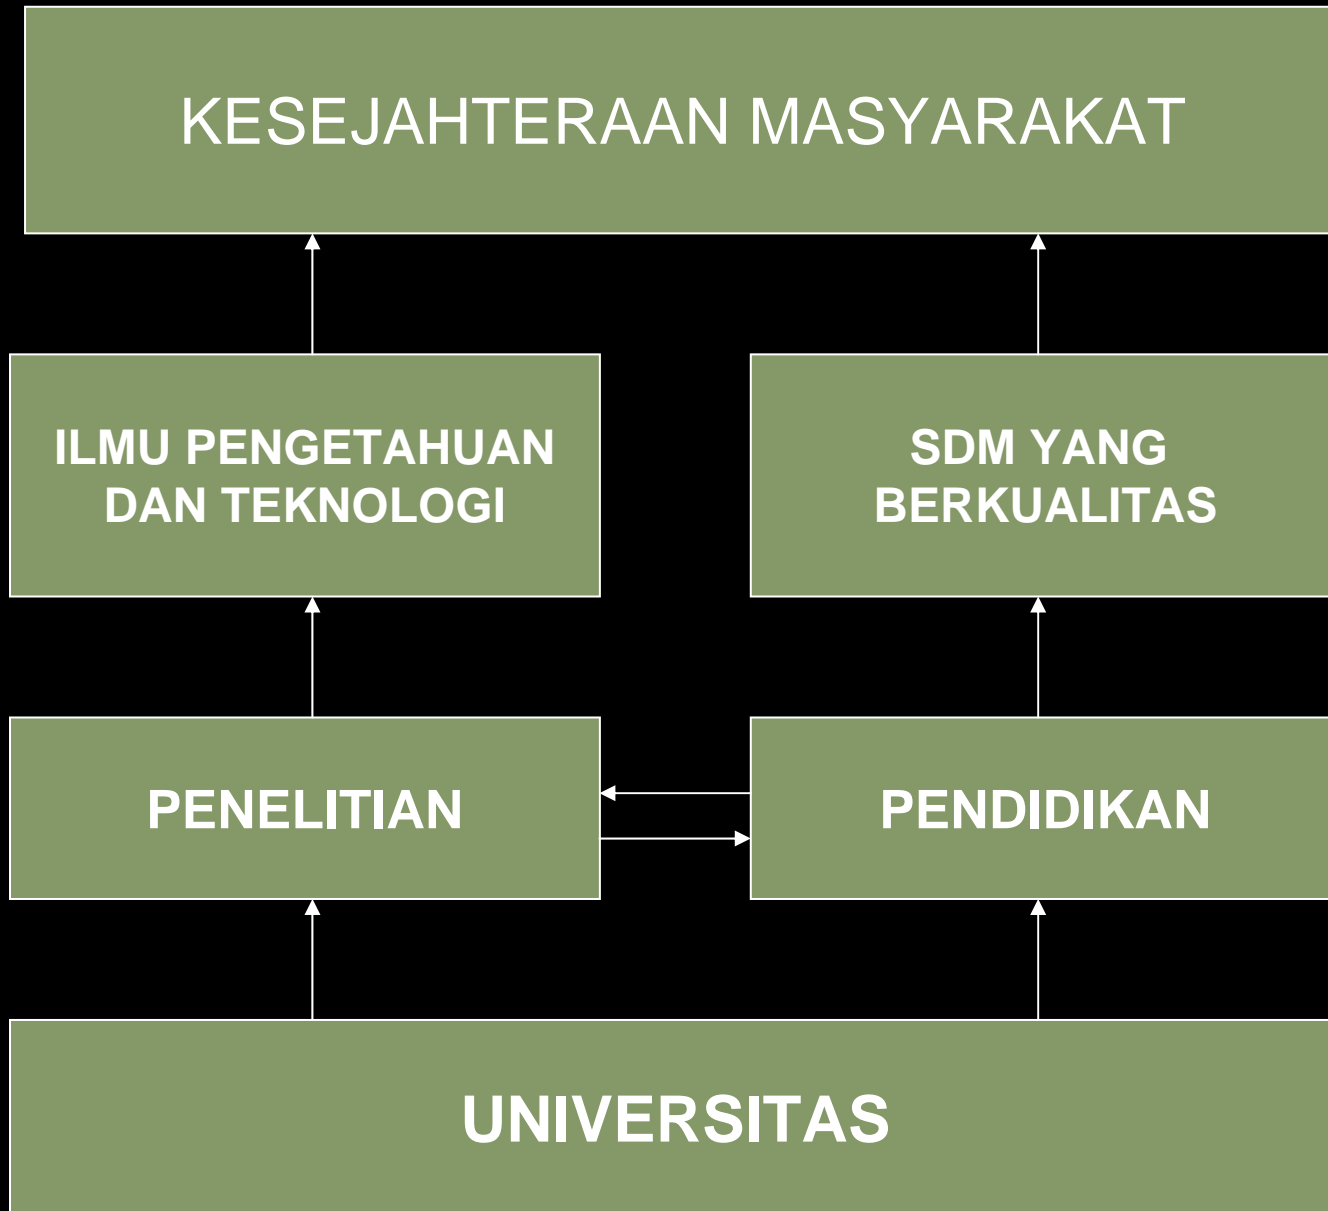 KESEJAHTERAAN MASYARAKAT
ILMU PENGETAHUAN
DAN TEKNOLOGI
SDM YANG
BERKUALITAS
PENELITIAN
PENDIDIKAN
UNIVERSITAS